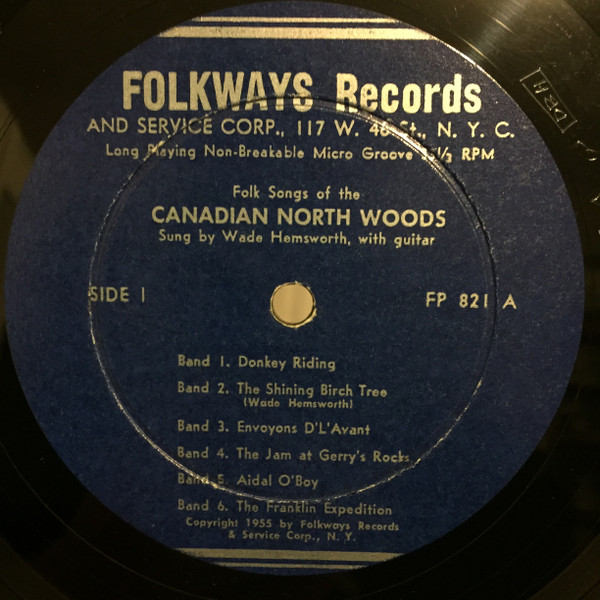 FOLKWAYS Records
AND SERVICE CORP., 117 W. 46 St., N. Y. C.
Long Playing Non-Breakable Micro Groove 33⅓ RPM
Folk Songs of the
CANADIAN NORTH WOODS
Sung by Wade Hemsworth, with guitar
SIDE 1
FP 821 A
Band 1. Donkey Riding
Band 2. The Shining Birch Tree
(Wade Hemsworth)
Band 3. Envoyons D'L'Avant
Band 4. The Jam at Gerry's Rocks
Band 5. Aidal O'Boy
Band 6. The Franklin Expedition
Copyright 1955 by Folkways Records
& Service Corp., N. Y.